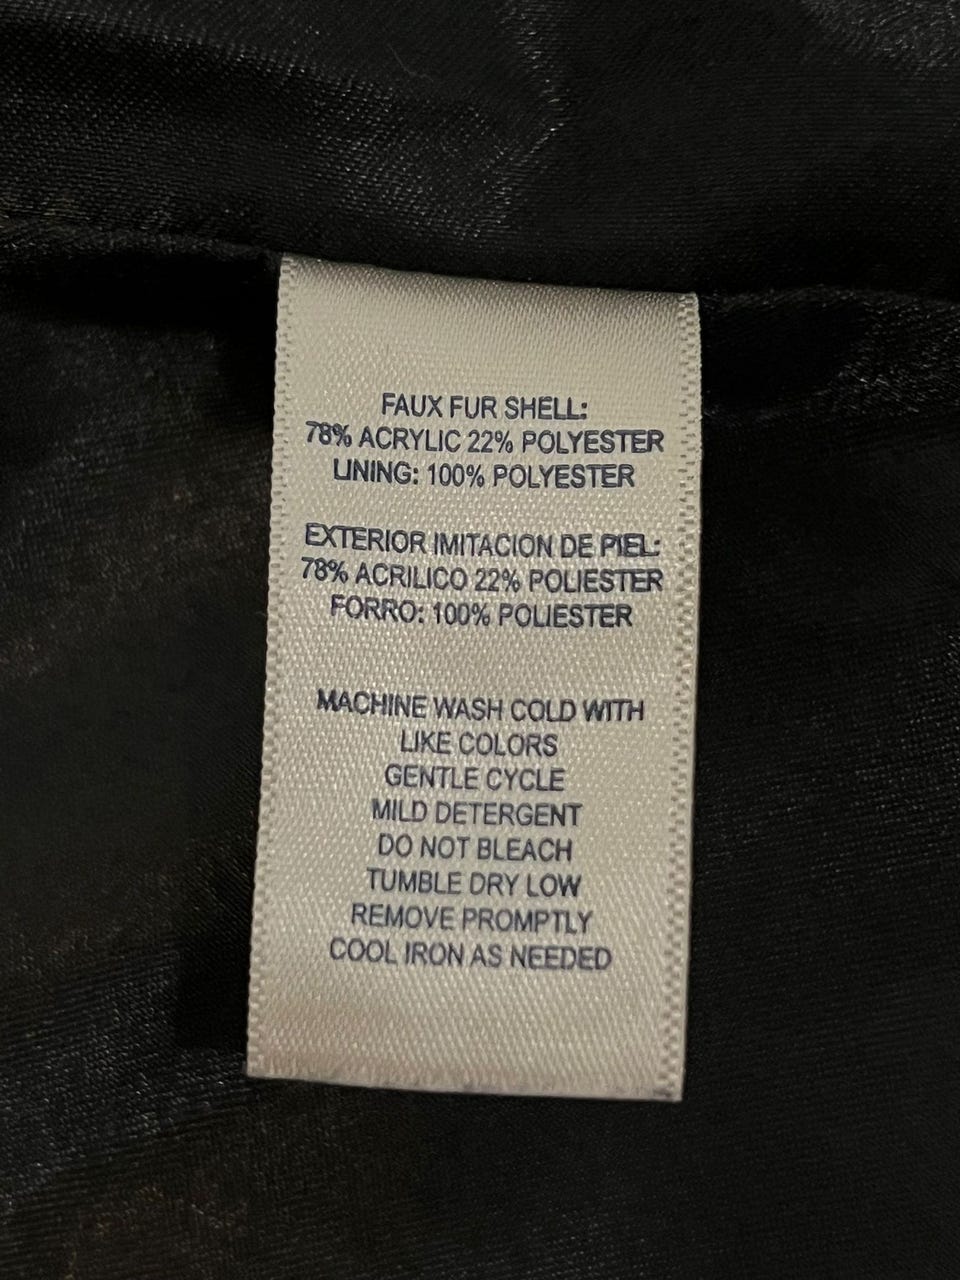 FAUX FUR SHELL:
78% ACRYLIC 22% POLYESTER
LINING: 100% POLYESTER
EXTERIOR IMITACION DE PIEL:
78% ACRILICO 22% POLIESTER
FORRO: 100% POLIESTER
MACHINE WASH COLD WITH
LIKE COLORS
GENTLE CYCLE
MILD DETERGENT
DO NOT BLEACH
TUMBLE DRY LOW
REMOVE PROMPTLY
COOL IRON AS NEEDED